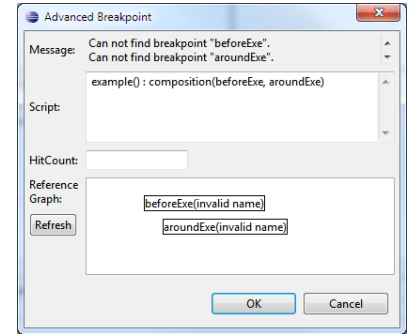 Advanced Breakpoint
Message:
Can not find breakpoint "beforeExe".
Can not find breakpoint "aroundExe".
Script:
example() : composition(beforeExe, aroundExe)
HitCount:
Reference
Graph:
Refresh
beforeExe(invalid name)
aroundExe(invalid name)
OK
Cancel